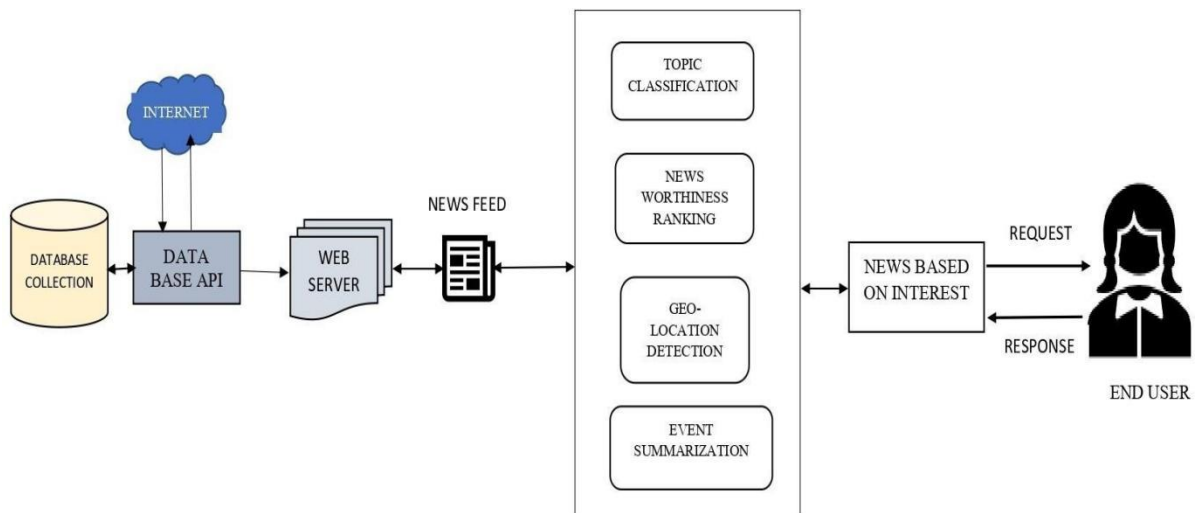 INTERNET
DATABASE
COLLECTION
DATA
BASE API
WEB
SERVER
NEWS FEED
TOPIC
CLASSIFICATION
NEWS
WORTHINESS
RANKING
GEO-
LOCATION
DETECTION
EVENT
SUMMARIZATION
NEWS BASED
ON INTEREST
REQUEST
RESPONSE
END USER